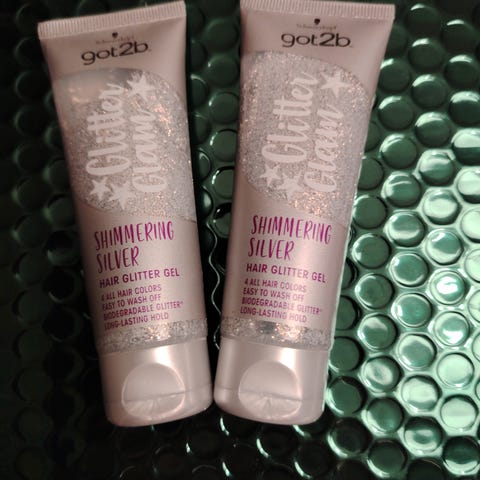 Schwarzkopf
got2b
Glitter
Glam
SHIMMERING
SILVER
HAIR GLITTER GEL
4 ALL HAIR COLORS
EASY TO WASH OFF
BIODEGRADABLE GLITTER*
LONG-LASTING HOLD
Schwarzkopf
got2b
Glitter
Glam
SHIMMERING
SILVER
HAIR GLITTER GEL
4 ALL HAIR COLORS
EASY TO WASH OFF
BIODEGRADABLE GLITTER*
LONG-LASTING HOLD